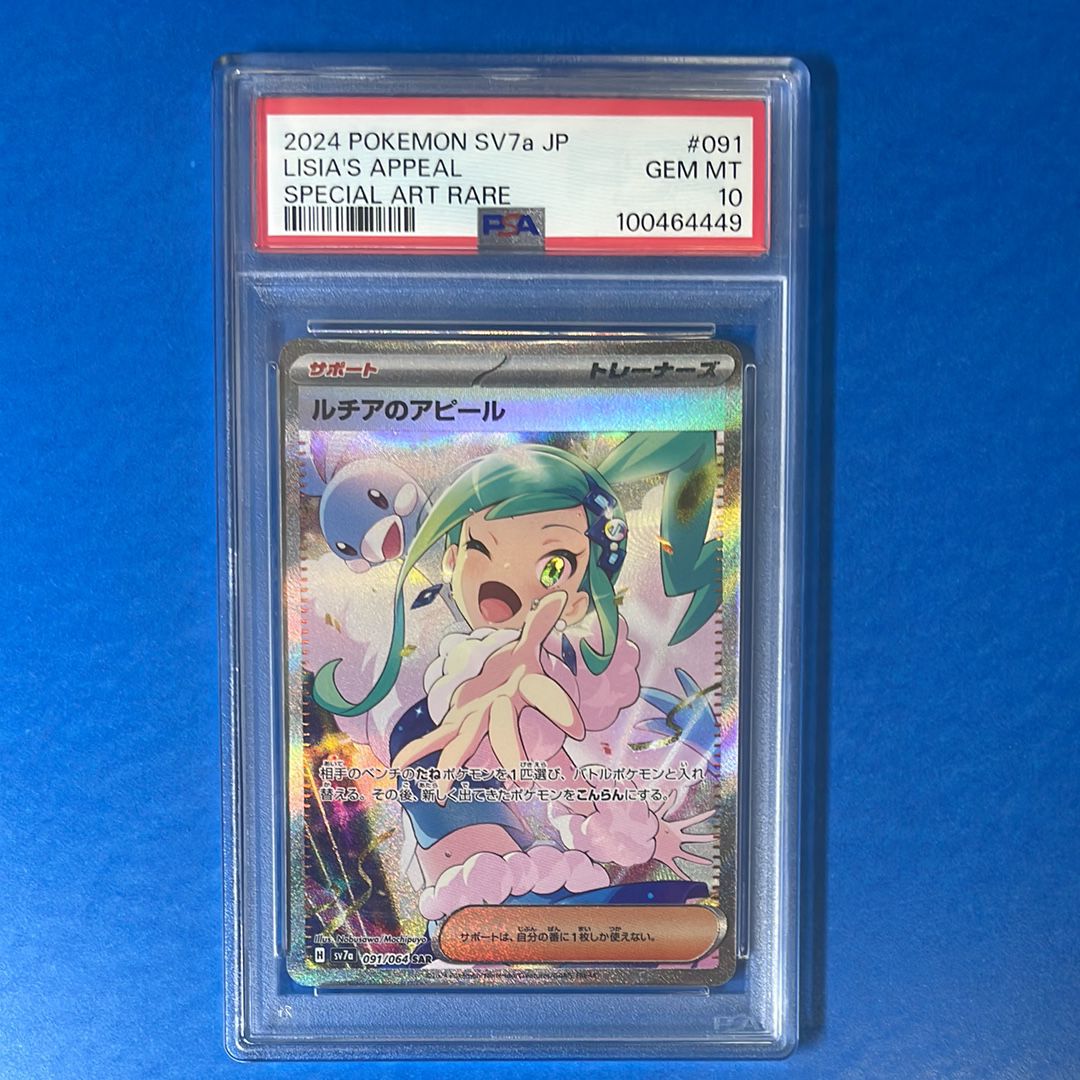 2024 POKEMON SV7a JP #091
LISIA'S APPEAL GEM MT
SPECIAL ART RARE 10
PSA 100464449
サポート トレーナーズ
ルチアのアピール
相手のベンチのたねポケモンを1匹選び、バトルポケモンと入れ
替える。その後、新しく出てきたポケモンをこんらんにする。
サポートは、自分の番に1枚しか使えない。
Illus. Nobusawa/Mochipuyo
H sv7a 091/064 SAR
PSA